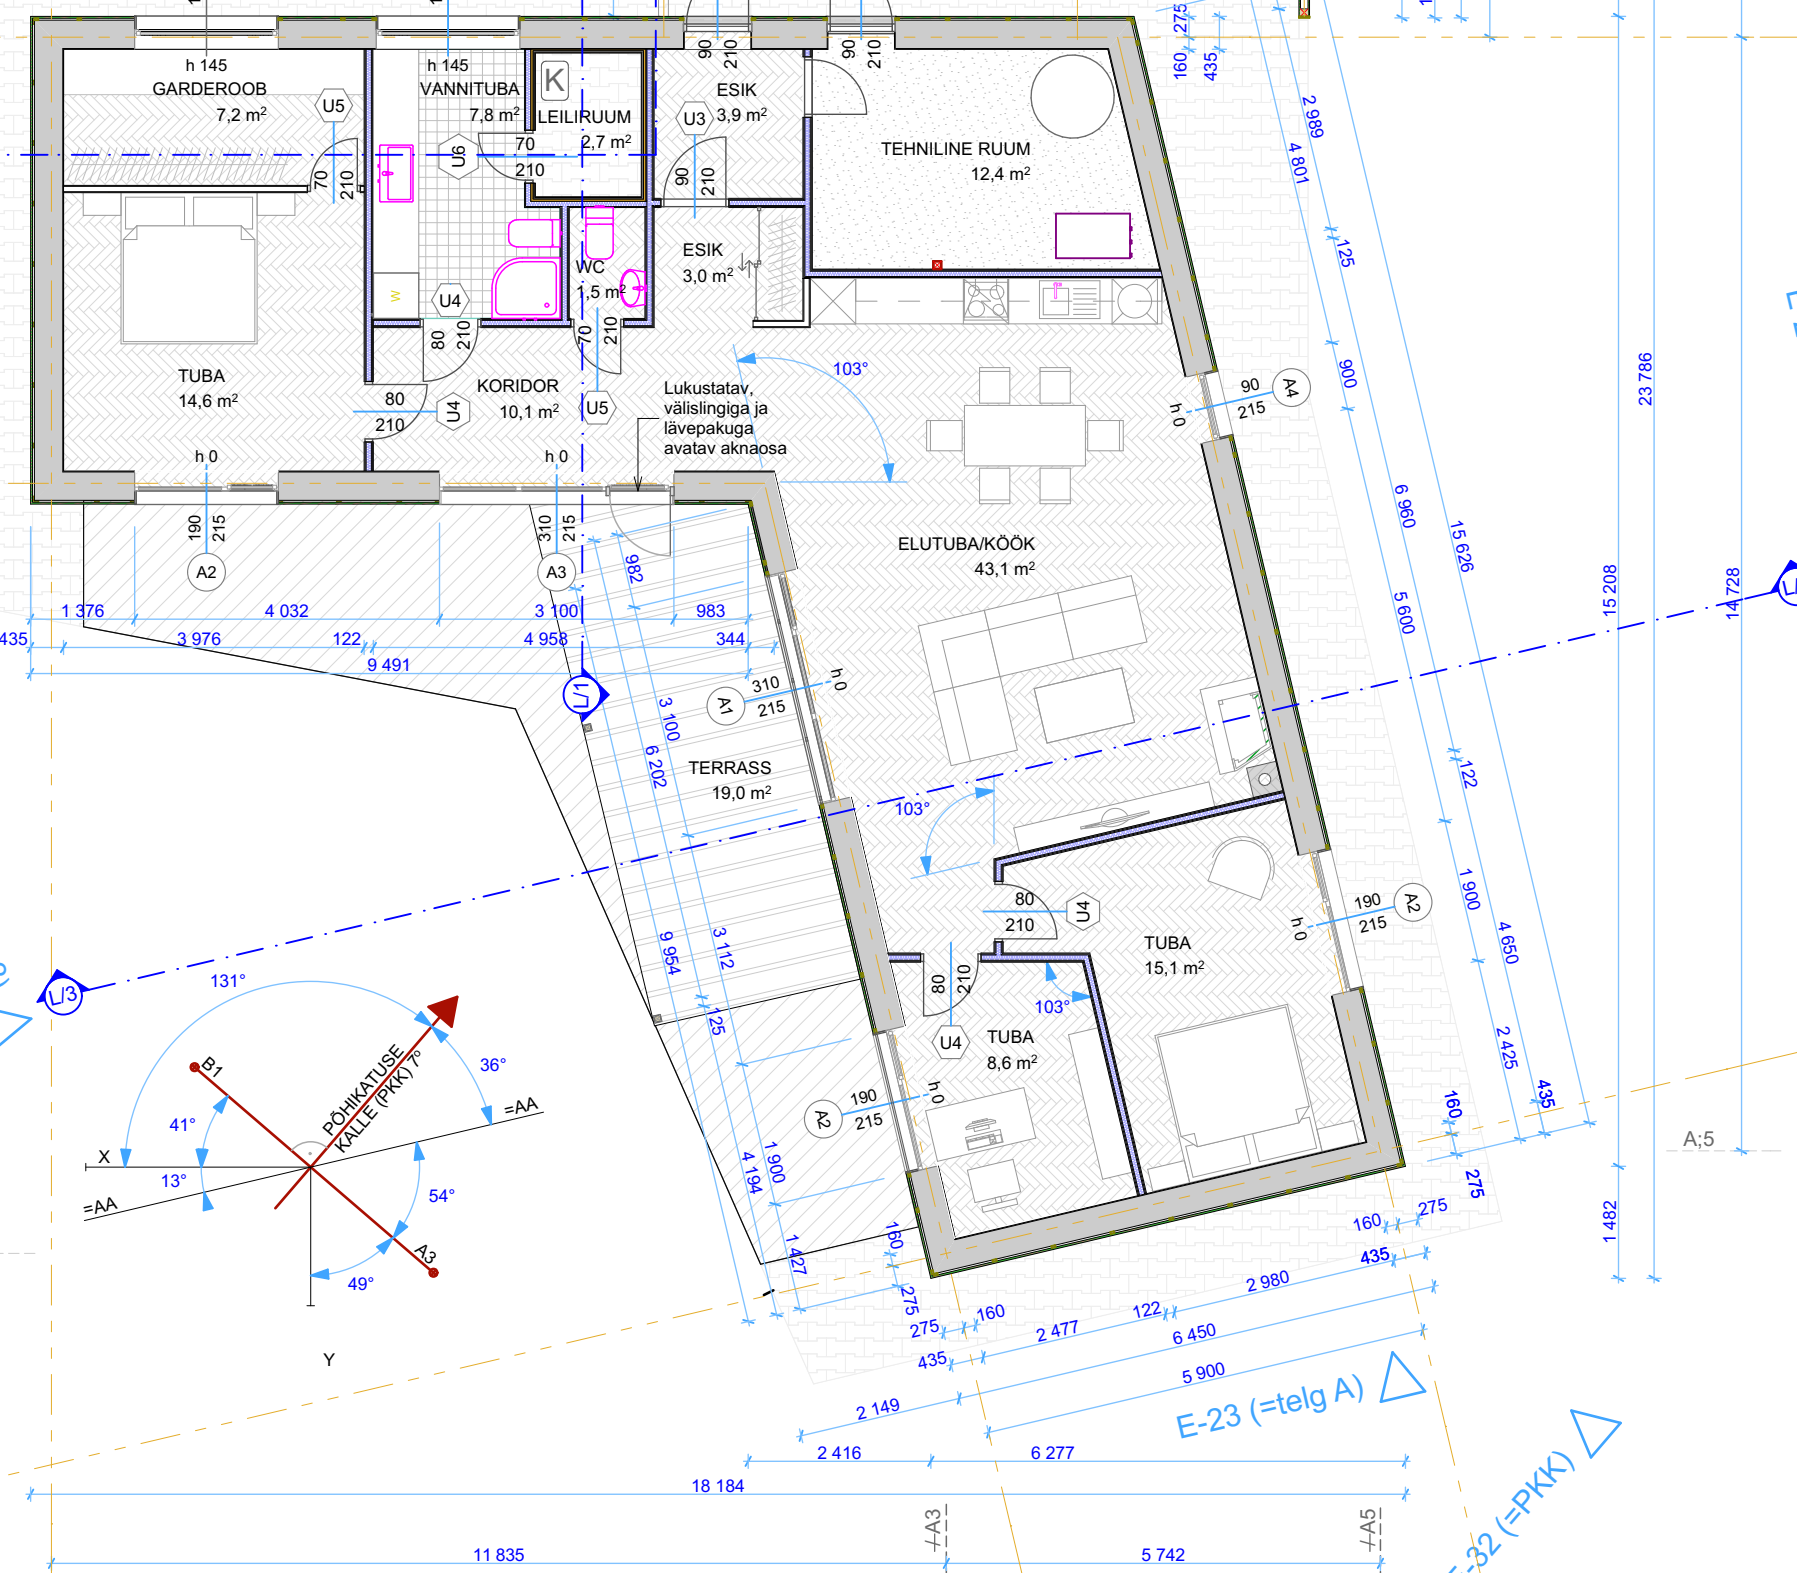 h 145
GARDEROOB
7,2 m²
U5
70
210
h 145
VANNITUBA
7,8 m²
U6
K
LEILIRUUM
2,7 m²
70
210
90
210
ESIK
3,9 m²
U3
90
210
90
210
TEHNILINE RUUM
12,4 m²
ESIK
3,0 m²
WC
1,5 m²
W
U4
80
210
70
210
TUBA
14,6 m²
KORIDOR
10,1 m²
80
210
U4
U5
Lukustatav,
välislingiga ja
lävepakuga
avatav aknaosa
103°
h 0
h 0
190
215
A2
310
215
A3
ELUTUBA/KÖÖK
43,1 m²
h 0
90
215
A4
275
160
435
2 989
4 801
125
900
6 960
5 600
15 626
122
1 900
4 650
2 425
435
160
275
23 786
15 208
14 728
1 482
1 376
4 032
3 100
983
435
3 976
122
4 958
344
9 491
L/1
982
3 100
6 202
3 112
9 954
125
1 900
4 194
1 427
160
275
A1
310
215
h 0
TERRASS
19,0 m²
103°
80
210
U4
TUBA
15,1 m²
h 0
190
215
A2
80
210
U4
TUBA
8,6 m²
103°
h 0
190
215
A2
L/3
131°
B1
PÕHIKATUSE
KALLE (PKK) 7°
36°
=AA
41°
X
13°
=AA
54°
A3
49°
Y
A;5
275
160
435
2 477
122
2 980
435
160
275
6 450
5 900
2 149
E-23 (=telg A)
2 416
6 277
18 184
-/-A3
-/-A5
11 835
5 742
E-32 (=PKK)